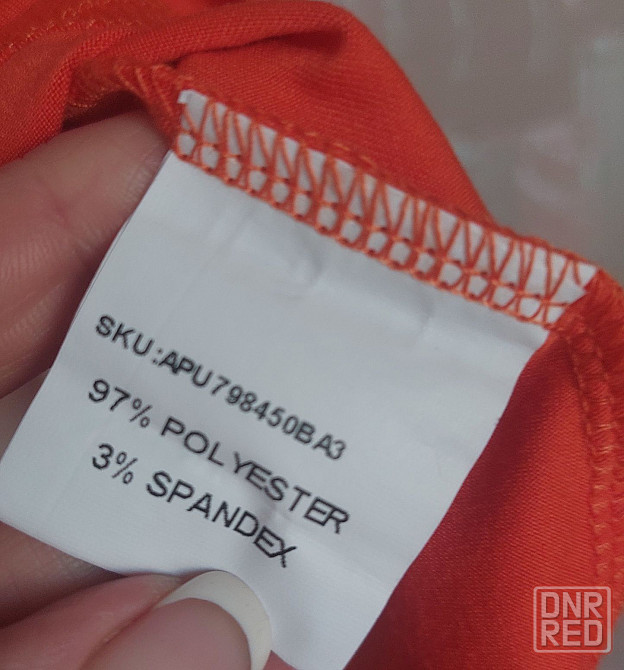 SKU:APU798450BA3
97% POLYESTER
3% SPANDEX
DNR
RED